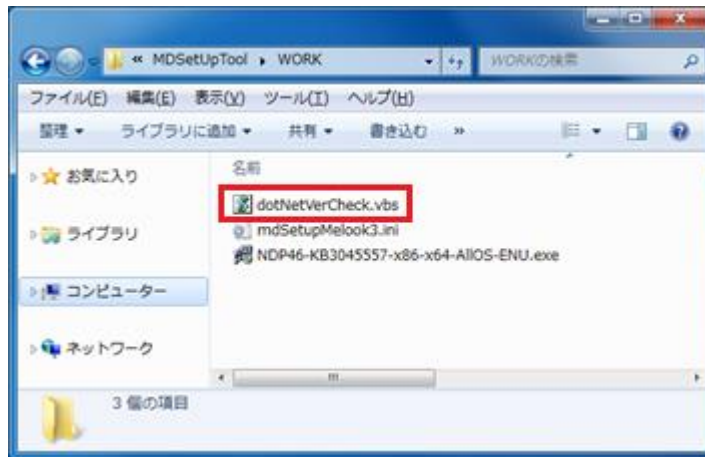 « MDSetUpTool ▸ WORK
WORKの検索
ファイル(F) 編集(E) 表示(V) ツール(T) ヘルプ(H)
整理 ライブラリに追加 共有 書き込む »
お気に入り
ライブラリ
コンピューター
ネットワーク
名前
dotNetVerCheck.vbs
mdSetupMelook3.ini
NDP46-KB3045557-x86-x64-AllOS-ENU.exe
3 個の項目